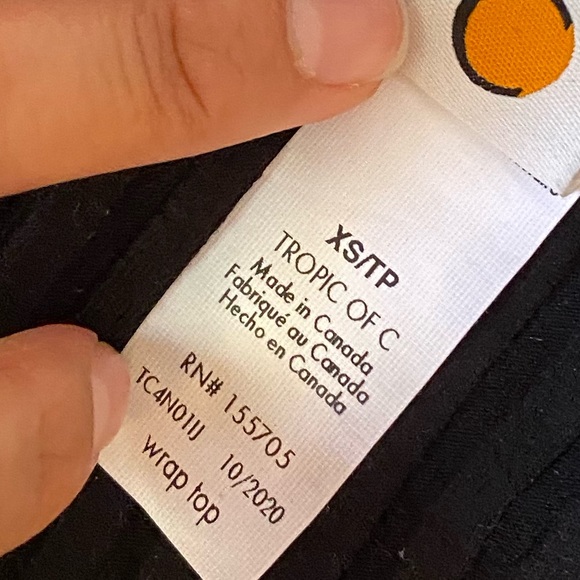 XS/TP
TROPIC OF C
Made in Canada
Fabriqué au Canada
Hecho en Canada
RN# 155705
TC4N01IJ 10/2020
wrap top